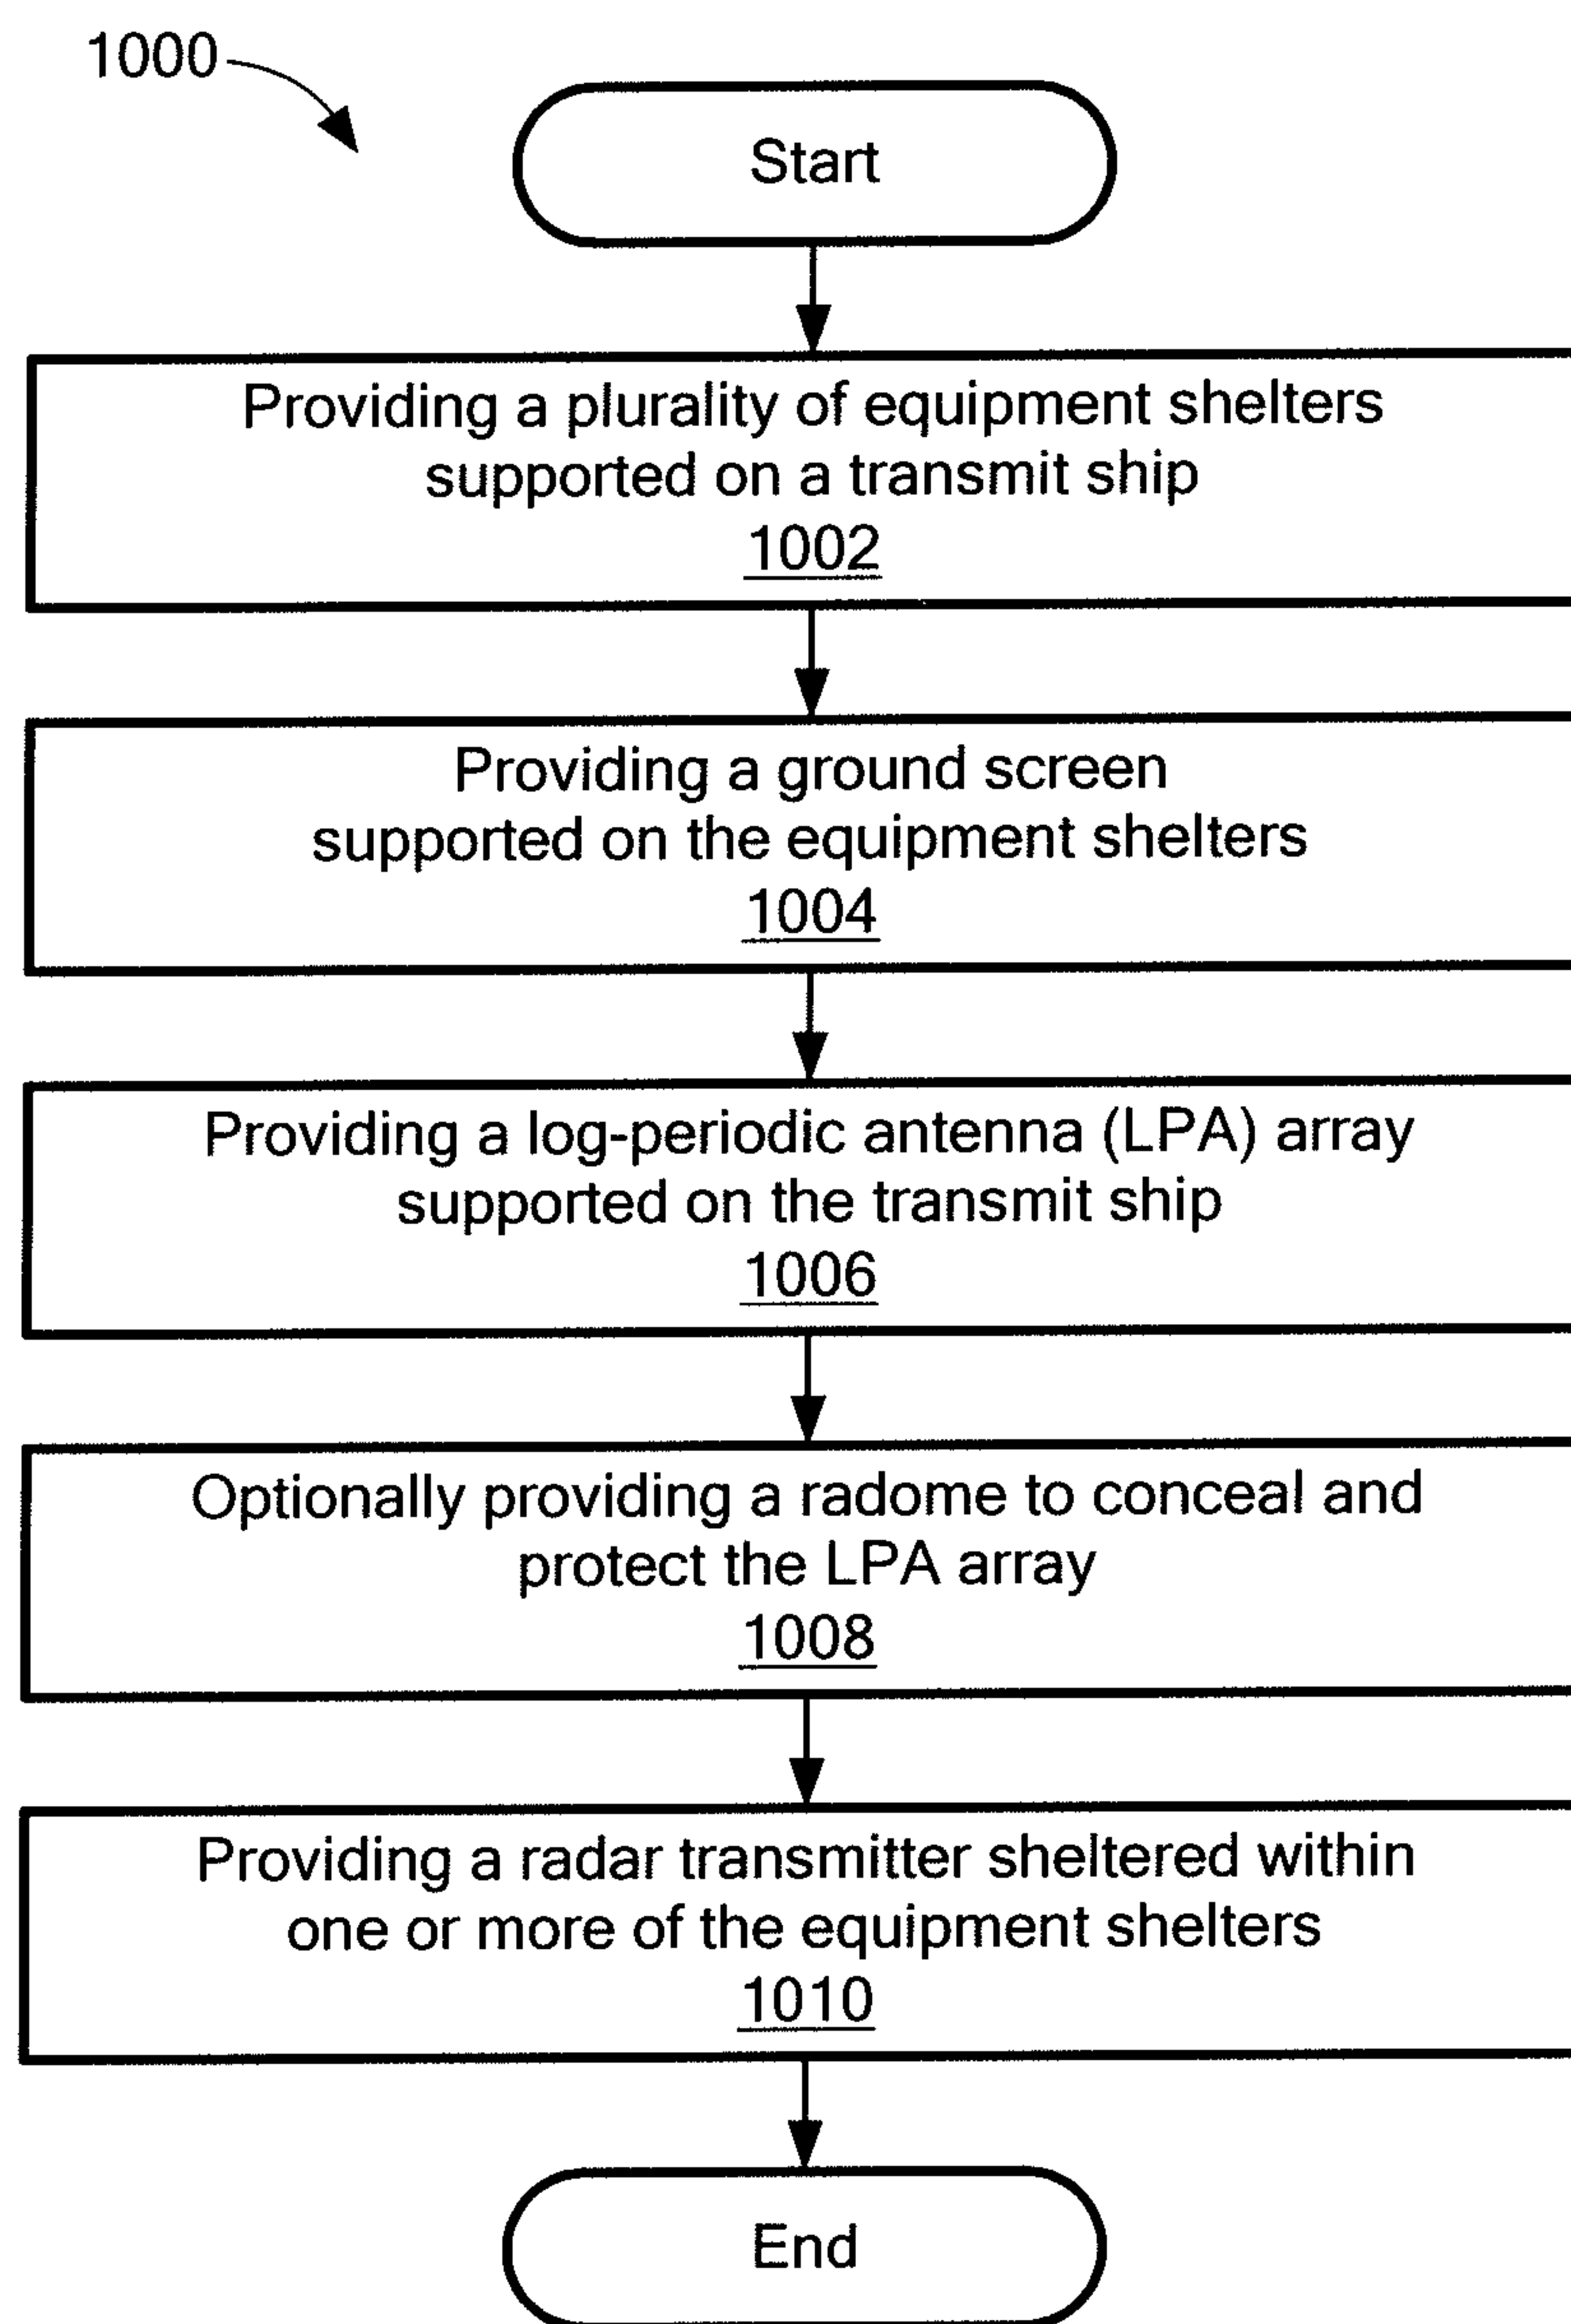 1000
Start
Providing a plurality of equipment shelters
supported on a transmit ship
1002
Providing a ground screen
supported on the equipment shelters
1004
Providing a log-periodic antenna (LPA) array
supported on the transmit ship
1006
Optionally providing a radome to conceal and
protect the LPA array
1008
Providing a radar transmitter sheltered within
one or more of the equipment shelters
1010
End